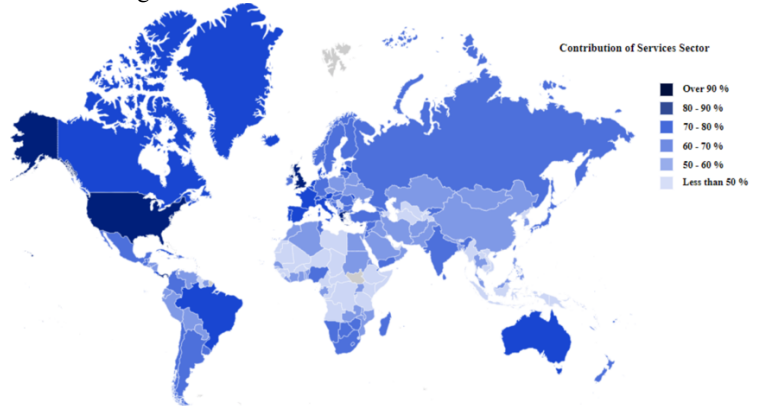 Contribution of Services Sector
Over 90 %
80 - 90 %
70 - 80 %
60 - 70 %
50 - 60 %
Less than 50 %